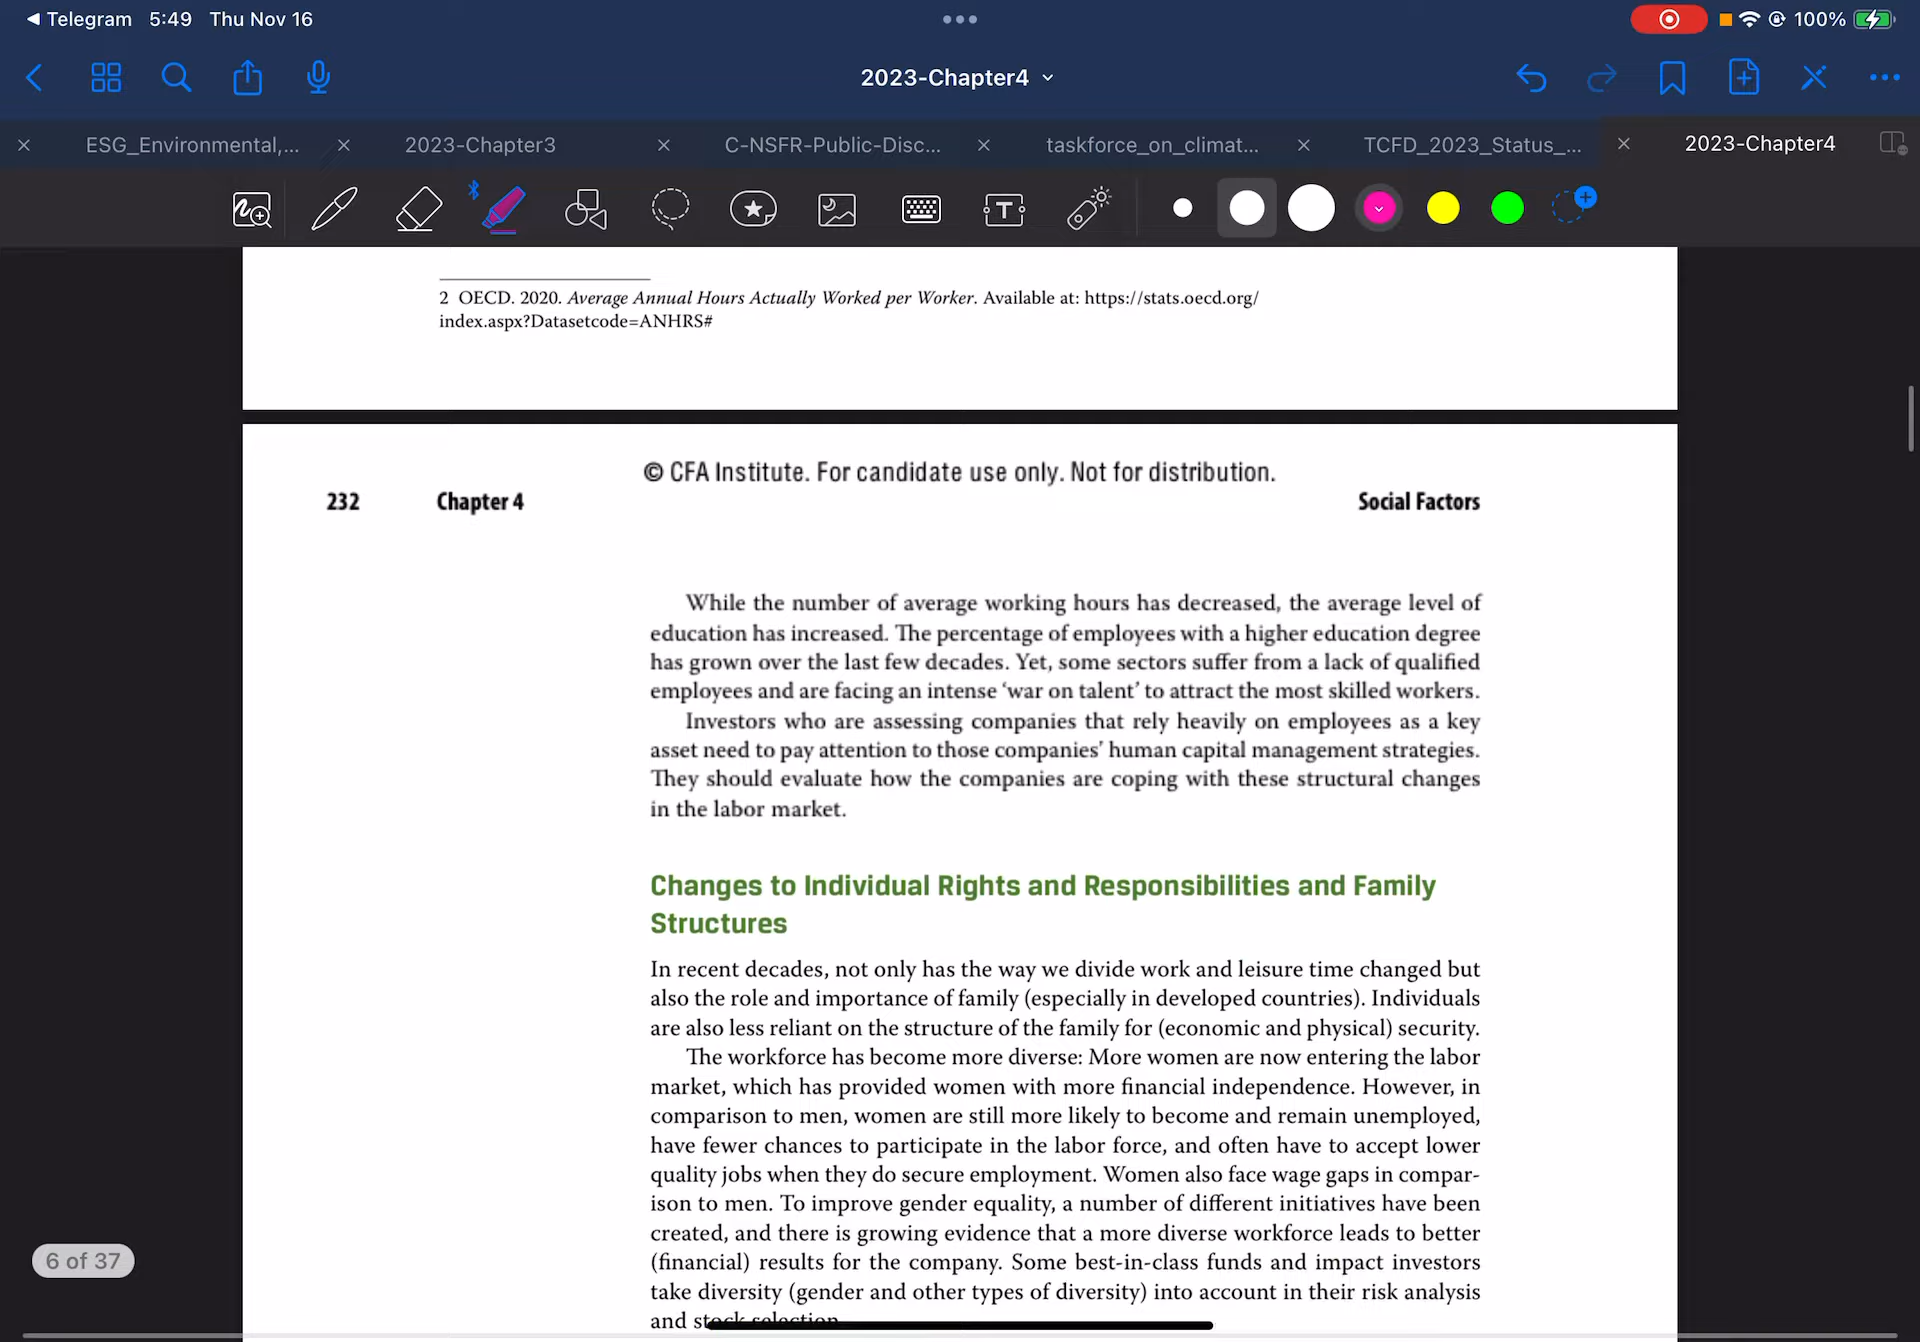 Telegram 5:49 Thu Nov 16
100%
2023-Chapter4
ESG_Environmental,...
2023-Chapter3
C-NSFR-Public-Disc...
taskforce_on_climat...
TCFD_2023_Status_...
2023-Chapter4
2 OECD. 2020. Average Annual Hours Actually Worked per Worker. Available at: https://stats.oecd.org/
index.aspx?Datasetcode=ANHRS#
© CFA Institute. For candidate use only. Not for distribution.
232 Chapter 4 Social Factors
While the number of average working hours has decreased, the average level of
education has increased. The percentage of employees with a higher education degree
has grown over the last few decades. Yet, some sectors suffer from a lack of qualified
employees and are facing an intense ‘war on talent’ to attract the most skilled workers.
Investors who are assessing companies that rely heavily on employees as a key
asset need to pay attention to those companies’ human capital management strategies.
They should evaluate how the companies are coping with these structural changes
in the labor market.
Changes to Individual Rights and Responsibilities and Family
Structures
In recent decades, not only has the way we divide work and leisure time changed but
also the role and importance of family (especially in developed countries). Individuals
are also less reliant on the structure of the family for (economic and physical) security.
The workforce has become more diverse: More women are now entering the labor
market, which has provided women with more financial independence. However, in
comparison to men, women are still more likely to become and remain unemployed,
have fewer chances to participate in the labor force, and often have to accept lower
quality jobs when they do secure employment. Women also face wage gaps in compar-
ison to men. To improve gender equality, a number of different initiatives have been
created, and there is growing evidence that a more diverse workforce leads to better
(financial) results for the company. Some best-in-class funds and impact investors
take diversity (gender and other types of diversity) into account in their risk analysis
and stock selection.
6 of 37